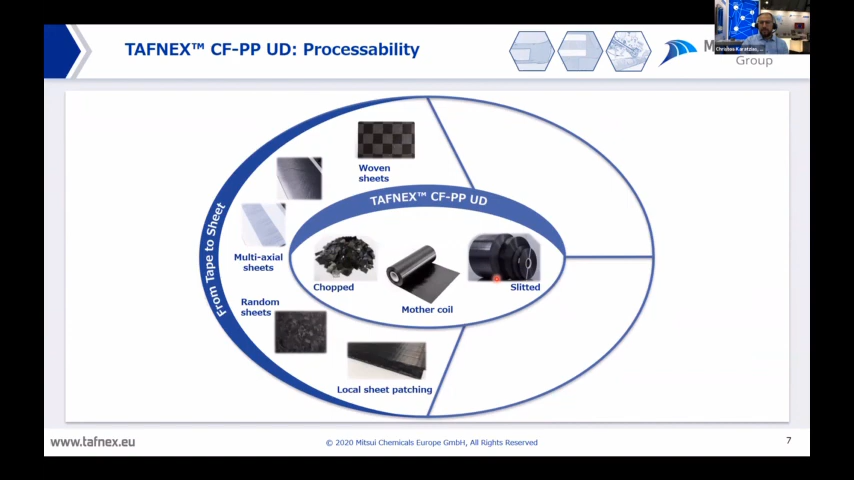 TAFNEX™ CF-PP UD: Processability
Group
Woven
sheets
TAFNEX™ CF-PP UD
From Tape to Sheet
Multi-axial
sheets
Chopped
Slitted
Mother coil
Random
sheets
Local sheet patching
www.tafnex.eu
© 2020 Mitsui Chemicals Europe GmbH, All Rights Reserved
7